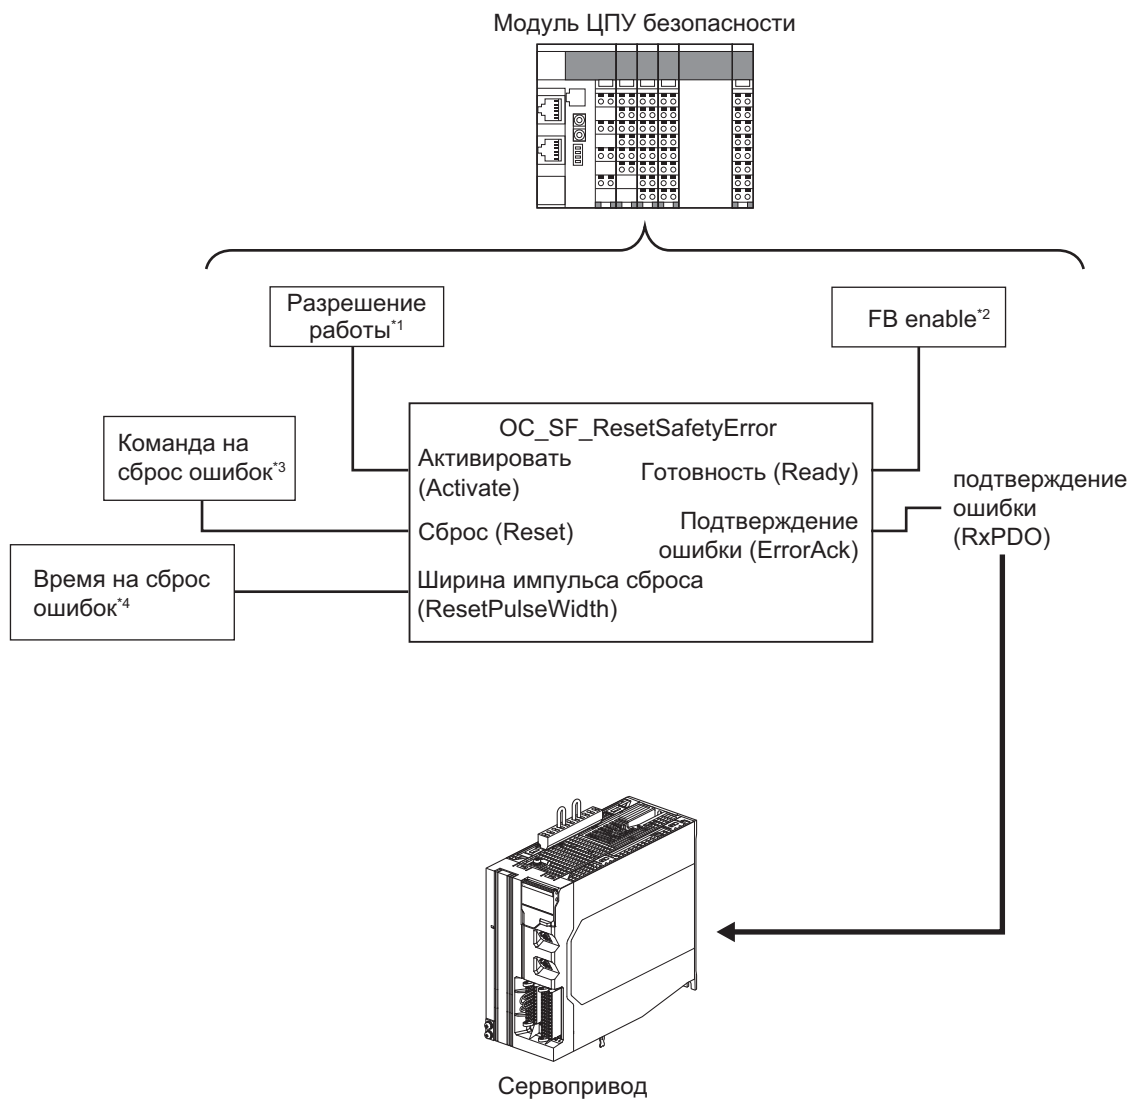 Модуль ЦПУ безопасности
Разрешение
работы*1
FB enable*2
OC_SF_ResetSafetyError
Команда на
сброс ошибок*3
Активировать
(Activate)
Готовность (Ready)
подтверждение
ошибки
(RxPDO)
Сброс (Reset)
Подтверждение
ошибки (ErrorAck)
Время на сброс
ошибок*4
Ширина импульса сброса
(ResetPulseWidth)
Сервопривод